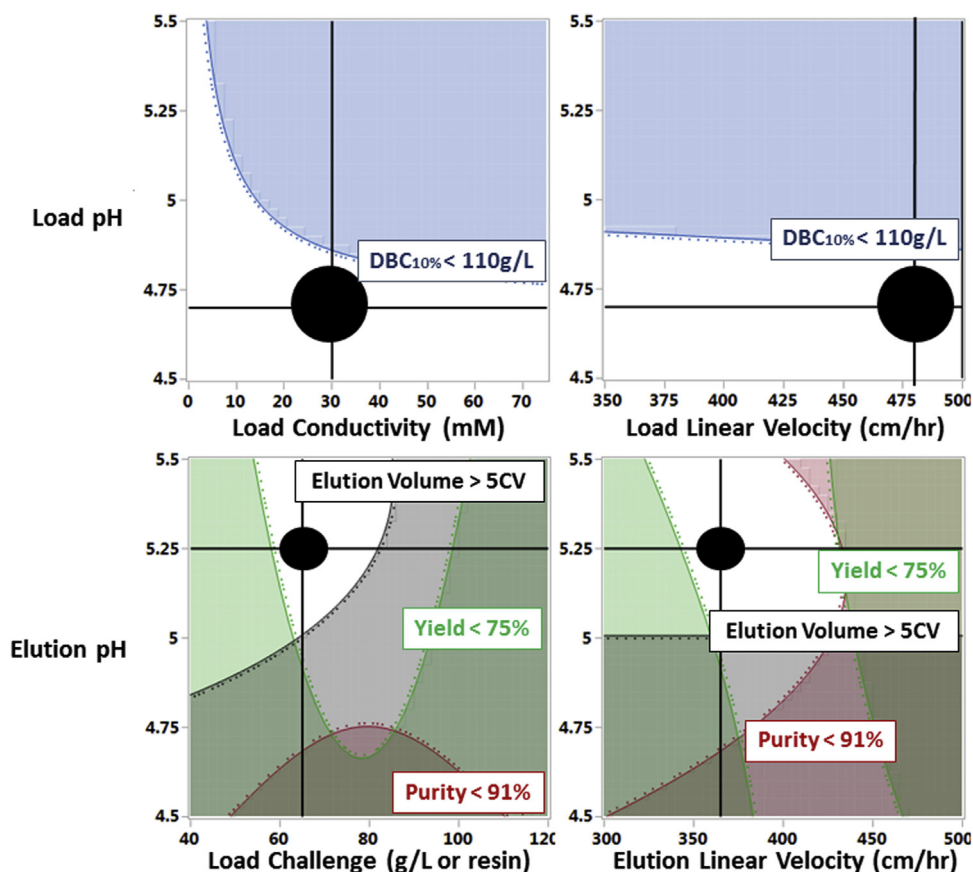 5.5
5.25
5
4.75
4.5
Load pH
DBC10% < 110g/L
0 10 20 30 40 50 60 70
Load Conductivity (mM)
5.5
5.25
5
4.75
4.5
DBC10% < 110g/L
350 375 400 425 450 475 500
Load Linear Velocity (cm/hr)
5.5
5.25
5
4.75
4.5
Elution pH
Elution Volume > 5CV
Yield < 75%
Purity < 91%
40 60 80 100 120
Load Challenge (g/L or resin)
5.5
5.25
5
4.75
4.5
Yield < 75%
Elution Volume > 5CV
Purity < 91%
300 350 400 450 500
Elution Linear Velocity (cm/hr)